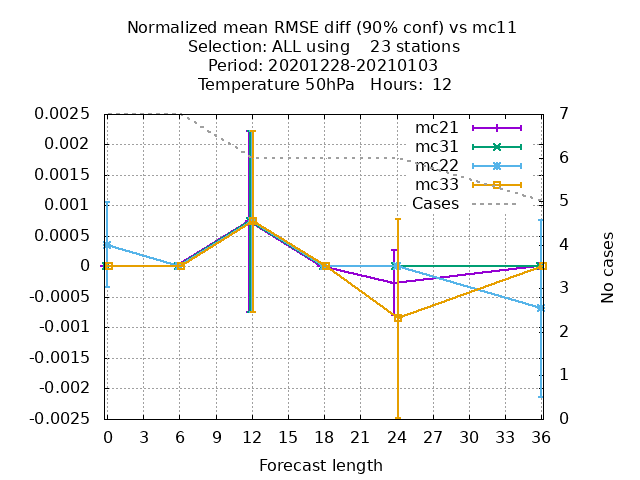 Normalized mean RMSE diff (90% conf) vs mc11
Selection: ALL using    23 stations
Period: 20201228-20210103
Temperature 50hPa   Hours:  12
0.0025
0.002
0.0015
0.001
0.0005
0
-0.0005
-0.001
-0.0015
-0.002
-0.0025
mc21
mc31
mc22
mc33
Cases
7
6
5
4
3
2
1
0
No cases
0 3 6 9 12 15 18 21 24 27 30 33 36
Forecast length